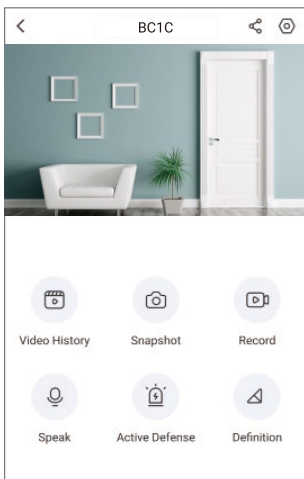 BC1C
Video History
Snapshot
Record
Speak
Active Defense
Definition